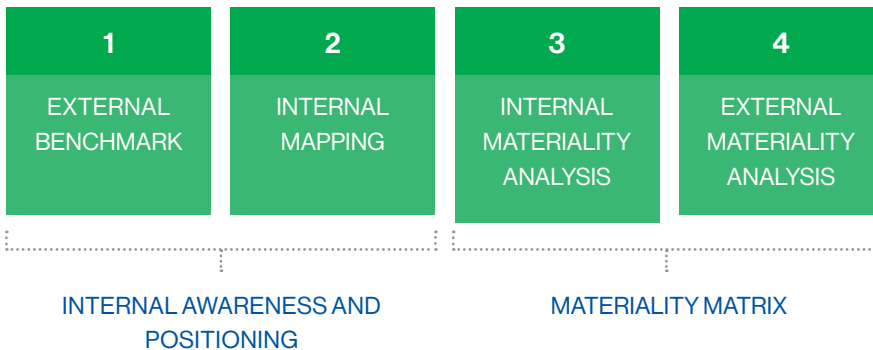 1
EXTERNAL
BENCHMARK
2
INTERNAL
MAPPING
3
INTERNAL
MATERIALITY
ANALYSIS
4
EXTERNAL
MATERIALITY
ANALYSIS
INTERNAL AWARENESS AND
POSITIONING
MATERIALITY MATRIX